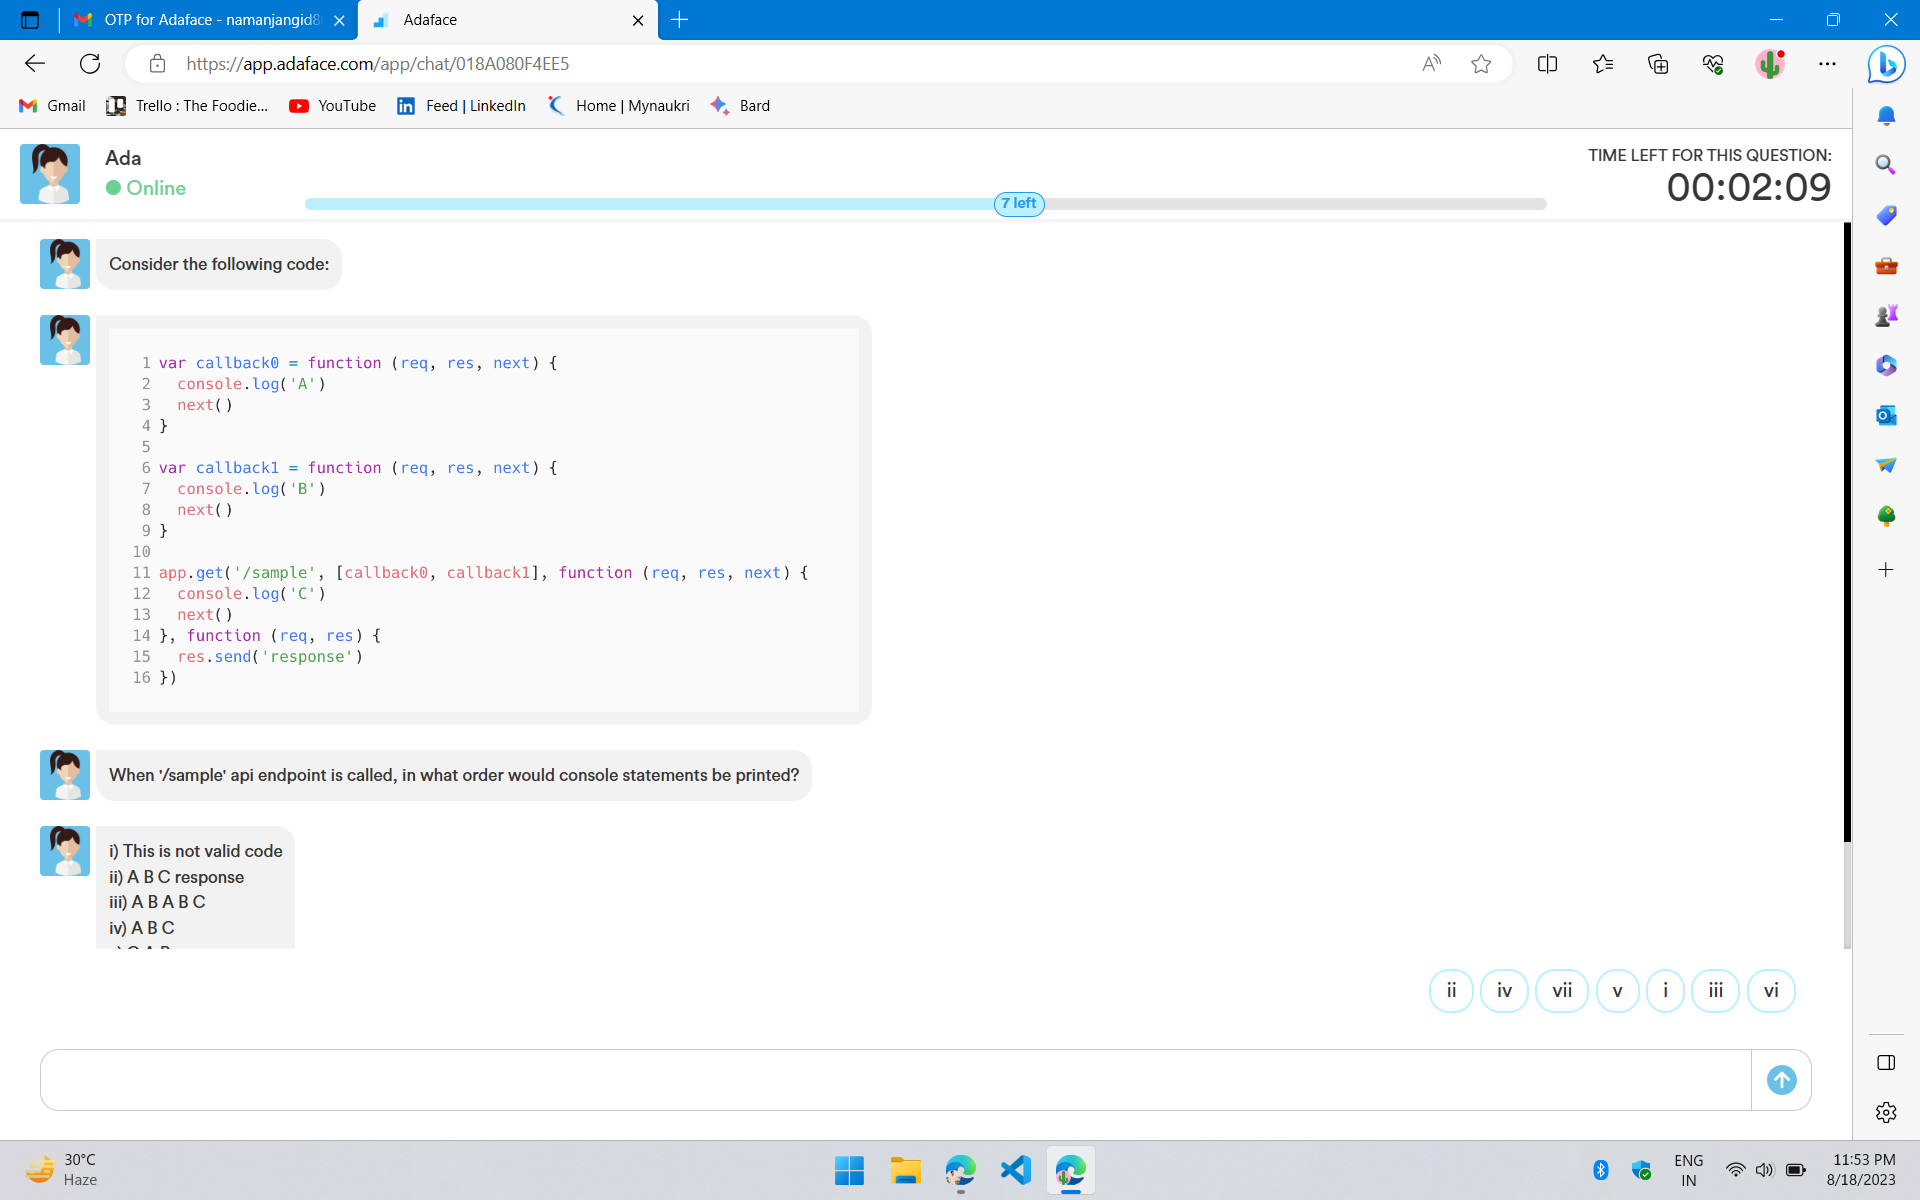 OTP for Adaface - namanjangid8
Adaface
https://app.adaface.com/app/chat/018A080F4EE5
Gmail
Trello : The Foodie...
YouTube
Feed | LinkedIn
Home | Mynaukri
Bard
Ada
Online
7 left
TIME LEFT FOR THIS QUESTION:
00:02:09
Consider the following code:
1 var callback0 = function (req, res, next) {
2   console.log('A')
3   next()
4 }
5
6 var callback1 = function (req, res, next) {
7   console.log('B')
8   next()
9 }
10
11 app.get('/sample', [callback0, callback1], function (req, res, next) {
12   console.log('C')
13   next()
14 }, function (req, res) {
15   res.send('response')
16 })
When '/sample' api endpoint is called, in what order would console statements be printed?
i) This is not valid code
ii) A B C response
iii) A B A B C
iv) A B C
ii iv vii v i iii vi
30°C
Haze
ENG
IN
11:53 PM
8/18/2023